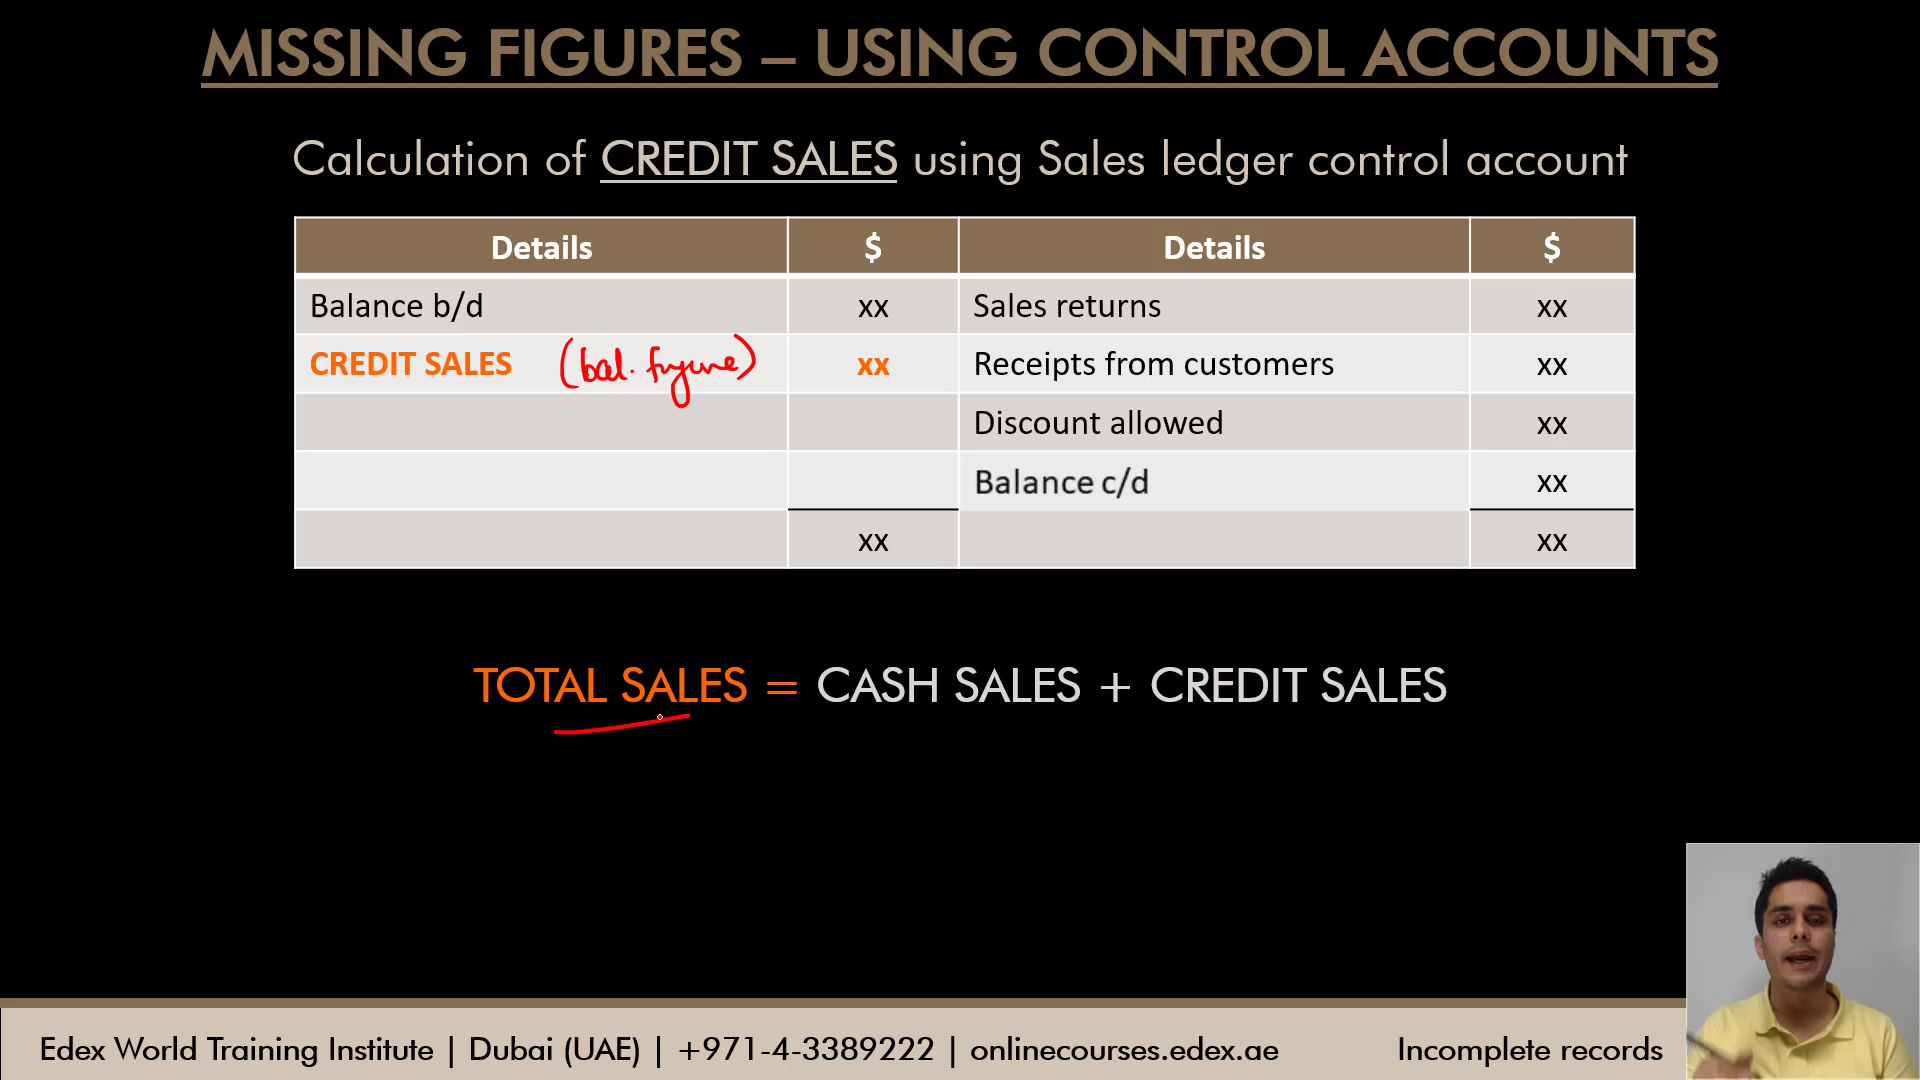 MISSING FIGURES – USING CONTROL ACCOUNTS
Calculation of CREDIT SALES using Sales ledger control account
Details $ Details $
Balance b/d xx Sales returns xx
CREDIT SALES (bal. figure) xx Receipts from customers xx
Discount allowed xx
Balance c/d xx
xx xx
TOTAL SALES = CASH SALES + CREDIT SALES
Edex World Training Institute | Dubai (UAE) | +971-4-3389222 | onlinecourses.edex.ae Incomplete records